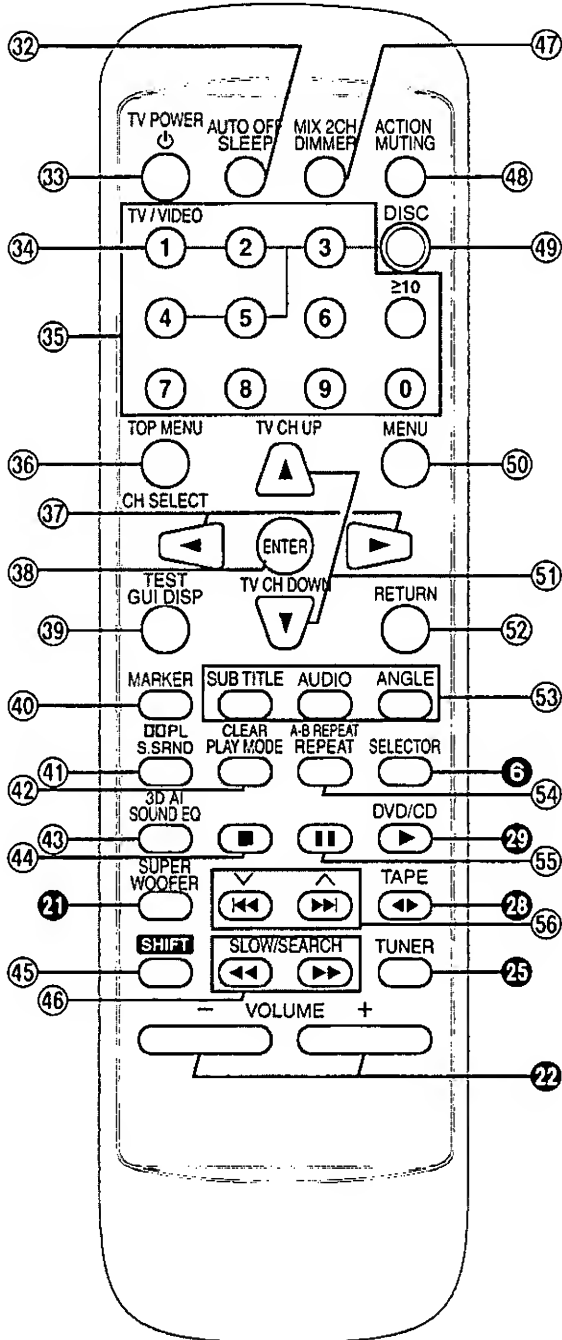 32 47
TV POWER AUTO OFF MIX 2CH ACTION
⏻ SLEEP DIMMER MUTING
33 48
TV / VIDEO DISC
34 1 2 3 49
≥10
35 4 5 6
7 8 9 0
TOP MENU TV CH UP MENU
36 ▲ 50
CH SELECT
37 ◄ ENTER ►
38 51
TEST TV CH DOWN RETURN
GUI DISP ▼
39 52
MARKER SUB TITLE AUDIO ANGLE
40 53
DDPL CLEAR A-B REPEAT
S.SRND PLAY MODE REPEAT SELECTOR
41 6
42 54
3D AI DVD/CD
SOUND EQ ■ ❚❚ ►
43 29
44 55
SUPER ∨ ∧ TAPE
WOOFER |◄◄ ►►| ◄►
21 28
56
SHIFT SLOW/SEARCH TUNER
45 ◄◄ ►► 25
46
− VOLUME +
22